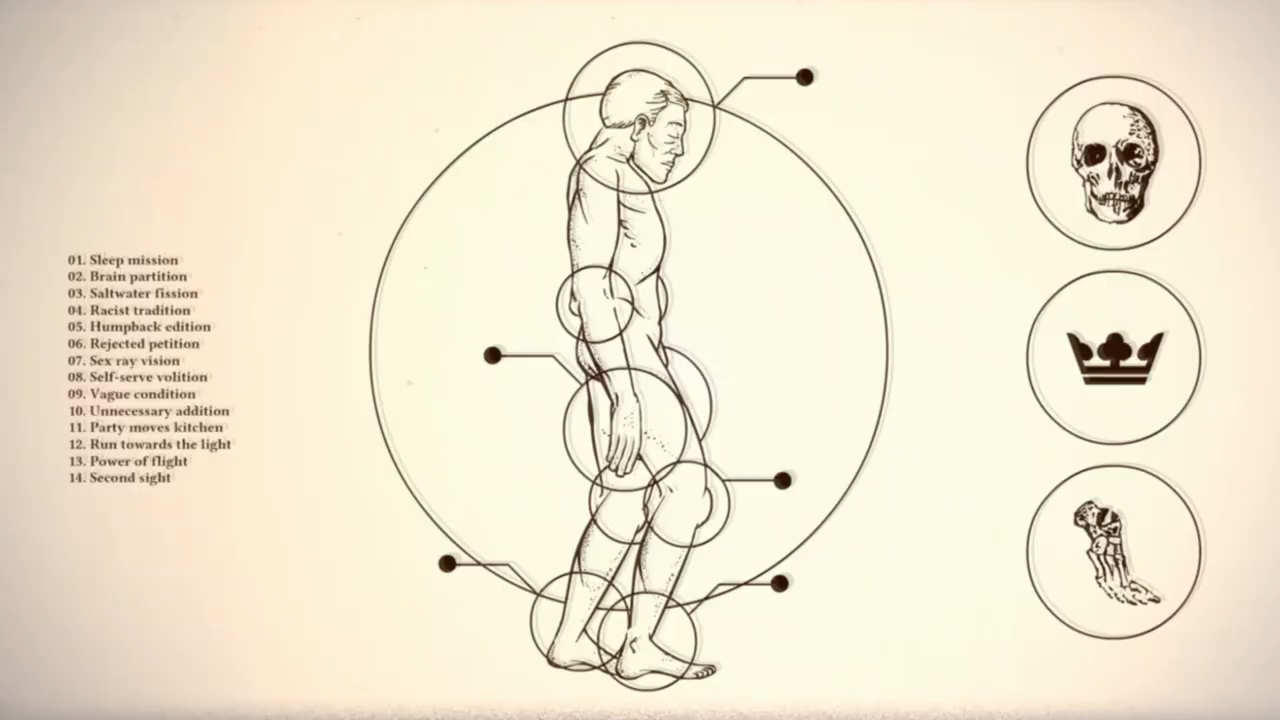 01. Sleep mission
02. Brain partition
03. Saltwater fission
04. Racist tradition
05. Humpback edition
06. Rejected petition
07. Sex ray vision
08. Self-serve volition
09. Vague condition
10. Unnecessary addition
11. Party moves kitchen
12. Run towards the light
13. Power of flight
14. Second sight